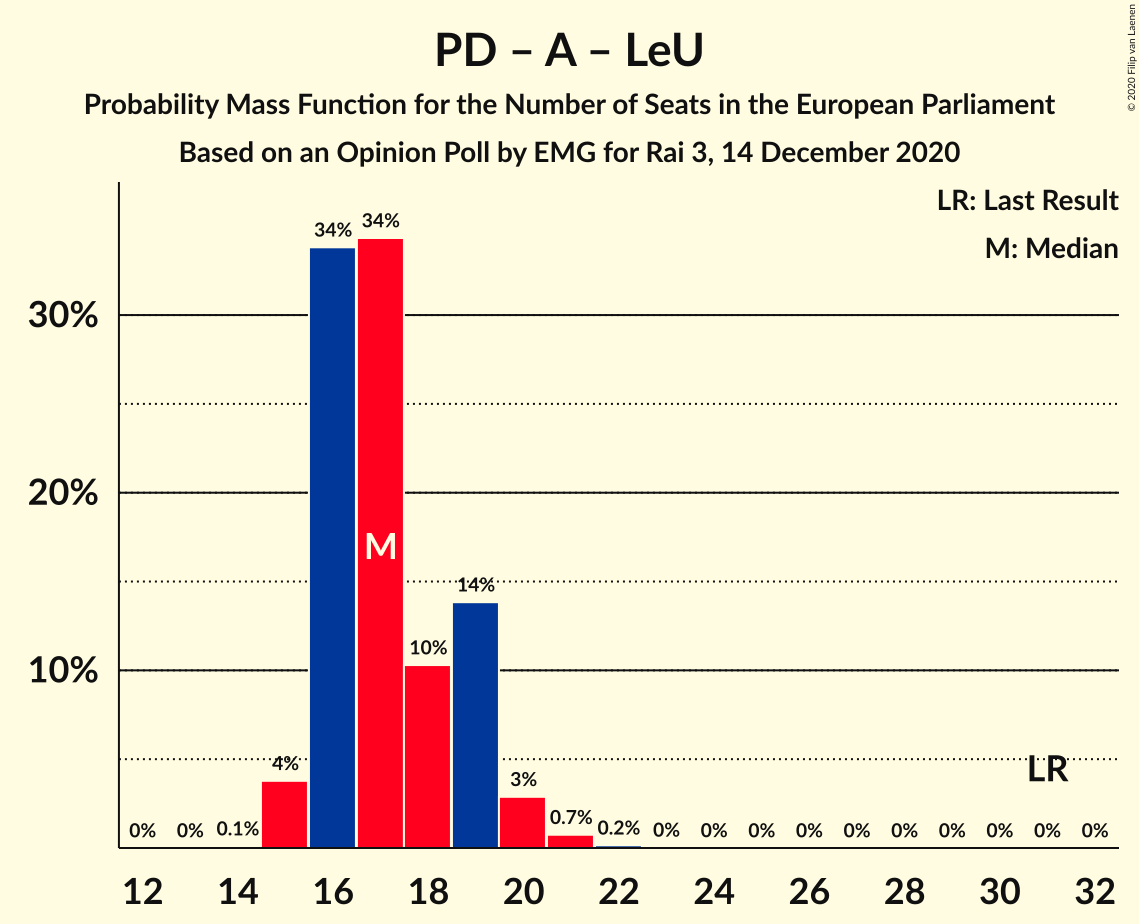 PD – A – LeU
Probability Mass Function for the Number of Seats in the European Parliament
Based on an Opinion Poll by EMG for Rai 3, 14 December 2020
© 2020 Filip van Laenen
LR: Last Result
M: Median
30%
20%
10%
0% 0% 0.1% 4% 34% 34% 10% 14% 3% 0.7% 0.2% 0% 0% 0% 0% 0% 0% 0% 0% 0% 0%
M
LR
12 14 16 18 20 22 24 26 28 30 32